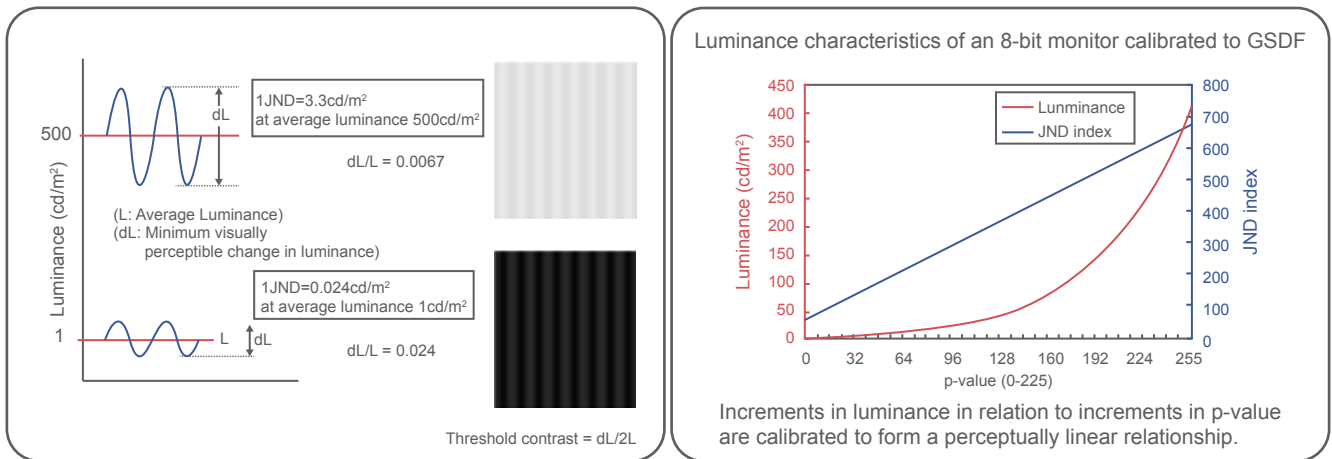 Luminance (cd/m²)
500
dL
1JND=3.3cd/m²
at average luminance 500cd/m²
dL/L = 0.0067
(L: Average Luminance)
(dL: Minimum visually
perceptible change in luminance)
1JND=0.024cd/m²
at average luminance 1cd/m²
1
L
dL
dL/L = 0.024
Threshold contrast = dL/2L
Luminance characteristics of an 8-bit monitor calibrated to GSDF
Luminance (cd/m²)
450
400
350
300
250
200
150
100
50
0
Lunminance
JND index
800
700
600
500
400
300
200
100
0
JND index
0 32 64 96 128 160 192 224 255
p-value (0-225)
Increments in luminance in relation to increments in p-value
are calibrated to form a perceptually linear relationship.